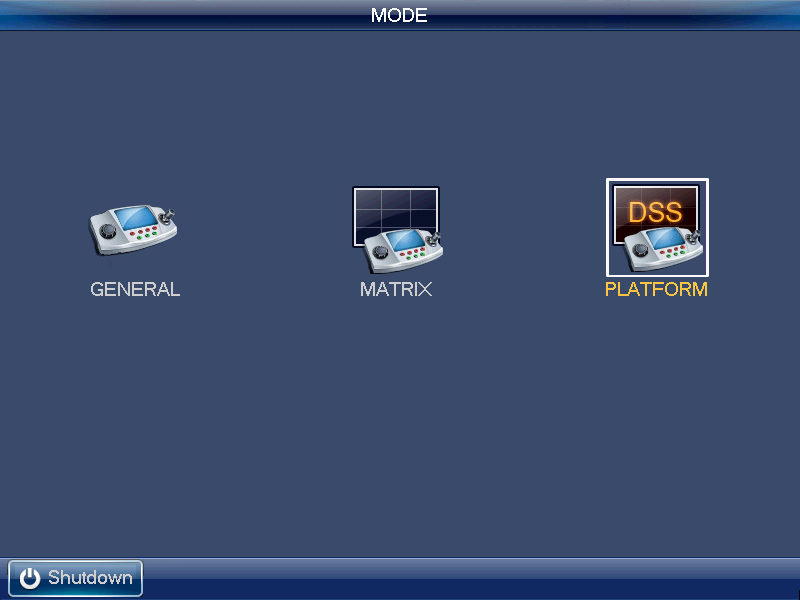 MODE
DSS
GENERAL
MATRIX
PLATFORM
Shutdown